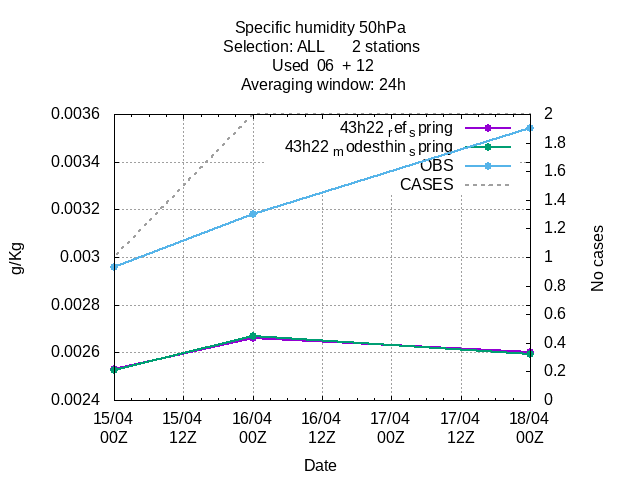 Specific humidity 50hPa
Selection: ALL      2 stations
Used  06  + 12
Averaging window: 24h
0.0036
0.0034
0.0032
0.003
0.0028
0.0026
0.0024
g/Kg
43h22 refspring
43h22 modesthinspring
OBS
CASES
2
1.8
1.6
1.4
1.2
1
0.8
0.6
0.4
0.2
0
No cases
15/04 15/04 16/04 16/04 17/04 17/04 18/04
00Z 12Z 00Z 12Z 00Z 12Z 00Z
Date